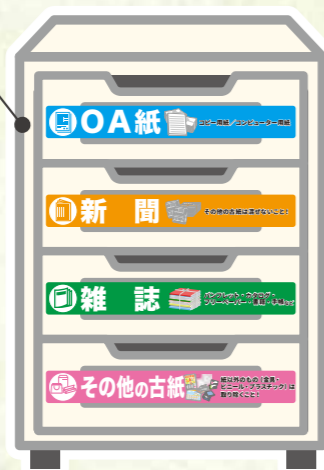 OA紙
コピー用紙／コンピューター用紙
新聞
その他の古紙は混ぜないこと！
雑誌
パンフレット・カタログ・
フリーペーパー・書籍・手帳など
その他の古紙
紙以外のもの（金具・
ビニール・プラスチック）は
取り除くこと！